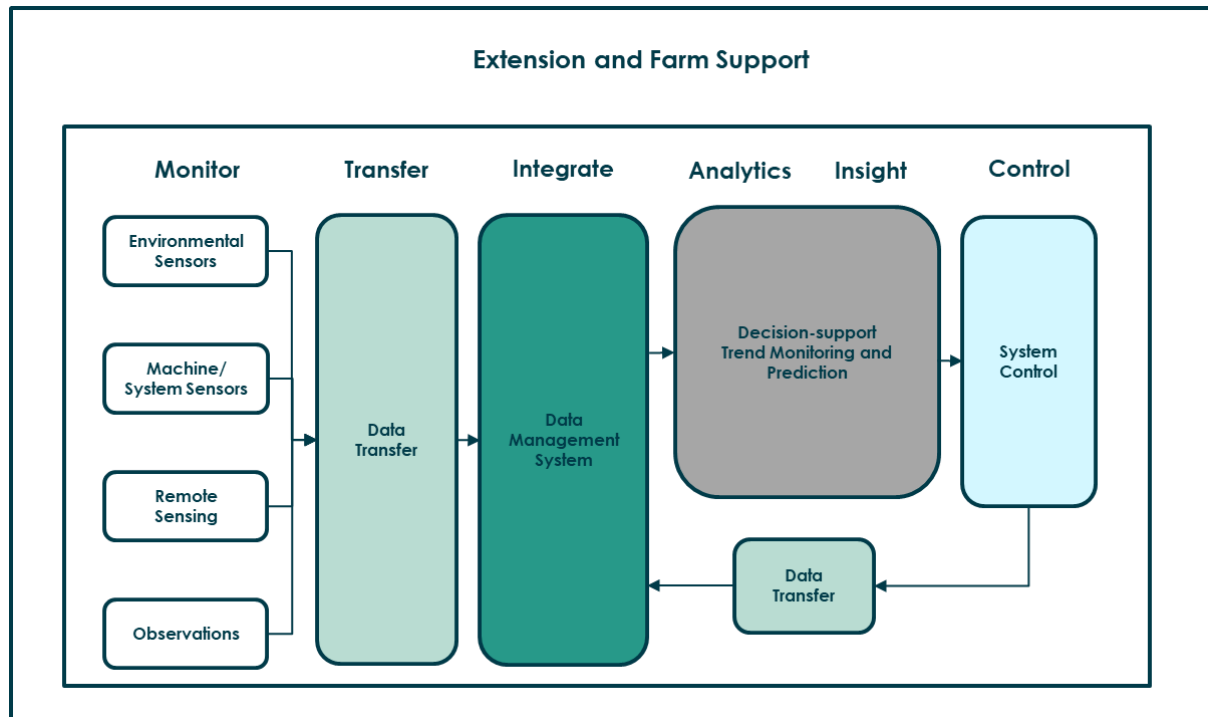 Extension and Farm Support
Monitor
Transfer
Integrate
Analytics
Insight
Control
Environmental
Sensors
Machine/
System Sensors
Remote
Sensing
Observations
Data
Transfer
Data
Management
System
Decision-support
Trend Monitoring and
Prediction
System
Control
Data
Transfer